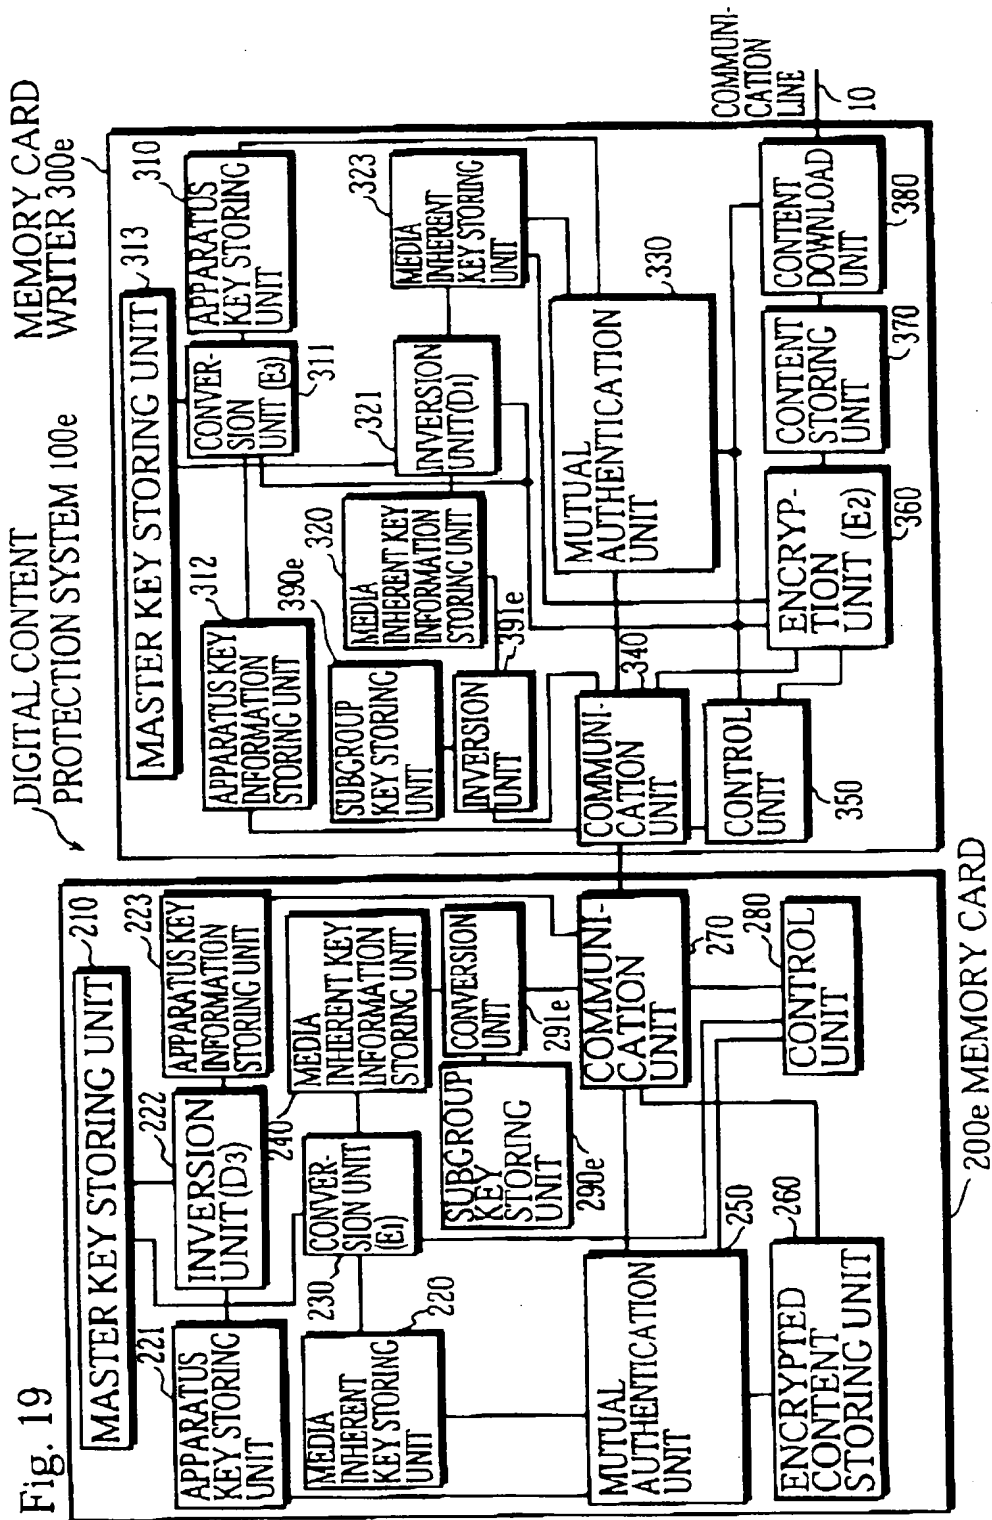 Fig. 19
DIGITAL CONTENT
PROTECTION SYSTEM 100e
MASTER KEY STORING UNIT
210
221
APPARATUS
KEY STORING
UNIT
222
INVERSION
UNIT(D3)
223
APPARATUS KEY
INFORMATION
STORING UNIT
MEDIA
INHERENT
KEY STORING
UNIT
220
230
CONVER-
SION UNIT
(E1)
240
MEDIA
INHERENT KEY
INFORMATION
STORING UNIT
SUBGROUP
KEY
STORING
UNIT
290e
CONVERSION
UNIT
291e
MUTUAL
AUTHENTICATION
UNIT
250
COMMUNI-
CATION
UNIT
270
ENCRYPTED
CONTENT
STORING UNIT
260
CONTROL
UNIT
280
200e MEMORY CARD
MEMORY CARD
WRITER 300e
MASTER KEY STORING UNIT
313
312
APPARATUS KEY
INFORMATION
STORING UNIT
CONVER-
SION
UNIT (E3)
311
310
APPARATUS
KEY STORING
UNIT
390e
SUBGROUP
KEY STORING
UNIT
320
MEDIA
INHERENT KEY
INFORMATION
STORING UNIT
321
INVERSION
UNIT(D1)
323
MEDIA
INHERENT
KEY STORING
UNIT
INVERSION
UNIT
391e
COMMUNI-
CATION
UNIT
340
MUTUAL
AUTHENTICATION
UNIT
330
CONTROL
UNIT
350
ENCRYP-
TION
UNIT (E2)
360
CONTENT
STORING
UNIT
370
CONTENT
DOWNLOAD
UNIT
380
COMMUNI-
CATION
LINE
10